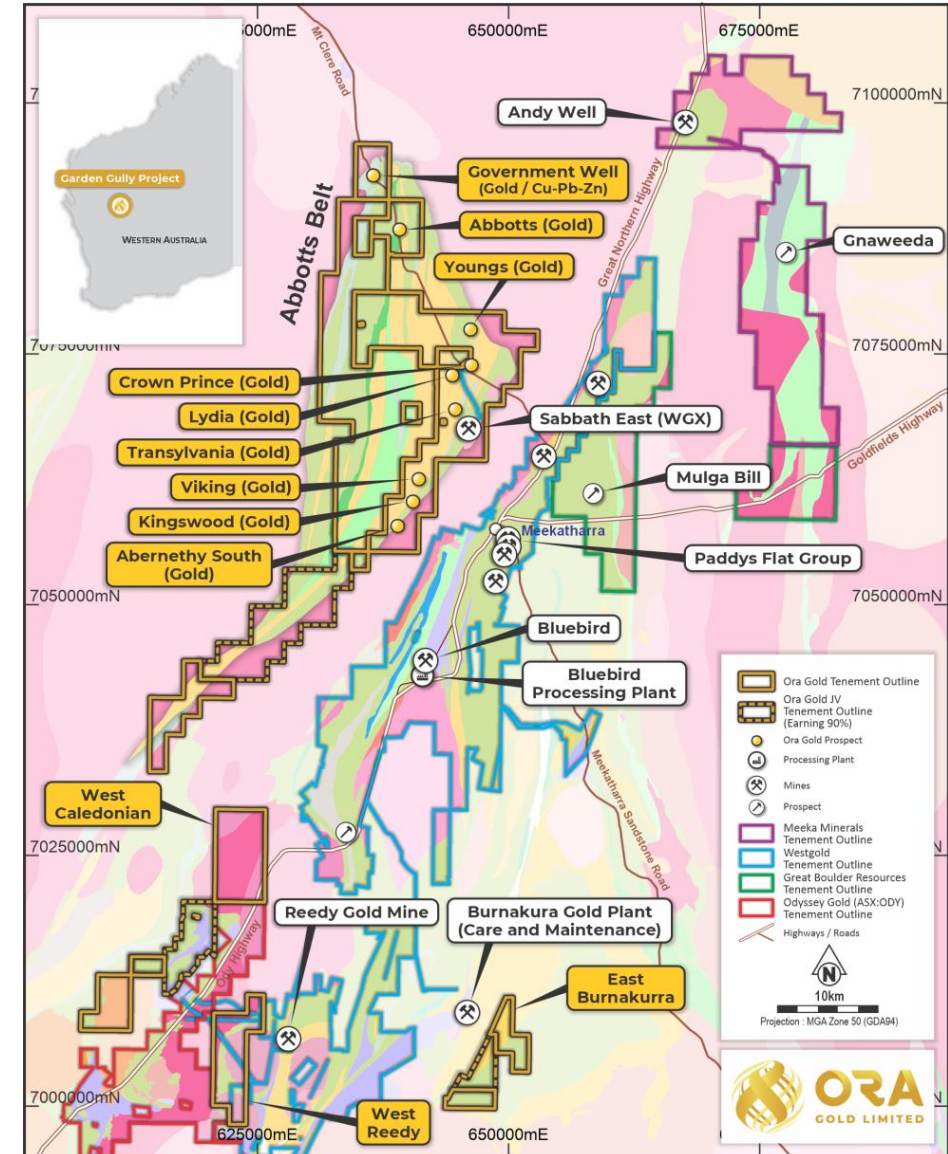 5000mE
650000mE
675000mE
Mt Clere Road
7100000mN
Andy Well
Garden Gully Project
WESTERN AUSTRALIA
Government Well
(Gold / Cu-Pb-Zn)
Abbotts Belt
Abbotts (Gold)
Great Northern Highway
Gnaweeda
Youngs (Gold)
7075000mN
7075000mN
Crown Prince (Gold)
Lydia (Gold)
Sabbath East (WGX)
Goldfields Highway
Transylvania (Gold)
Mulga Bill
Viking (Gold)
Kingswood (Gold)
Meekatharra
Abernethy South
(Gold)
Paddys Flat Group
7050000mN
7050000mN
Bluebird
Bluebird
Processing Plant
Meekatharra Sandstone Road
West
Caledonian
7025000mN
Reedy Gold Mine
Burnakura Gold Plant
(Care and Maintenance)
East
Burnakurra
7000000mN
West
Reedy
625000mE
650000mE
Ora Gold Tenement Outline
Ora Gold JV
Tenement Outline
(Earning 90%)
Ora Gold Prospect
Processing Plant
Mines
Prospect
Meeka Minerals
Tenement Outline
Westgold
Tenement Outline
Great Boulder Resources
Tenement Outline
Odyssey Gold (ASX:ODY)
Tenement Outline
Highways / Roads
N
10km
Projection : MGA Zone 50 (GDA94)
ORA
GOLD LIMITED